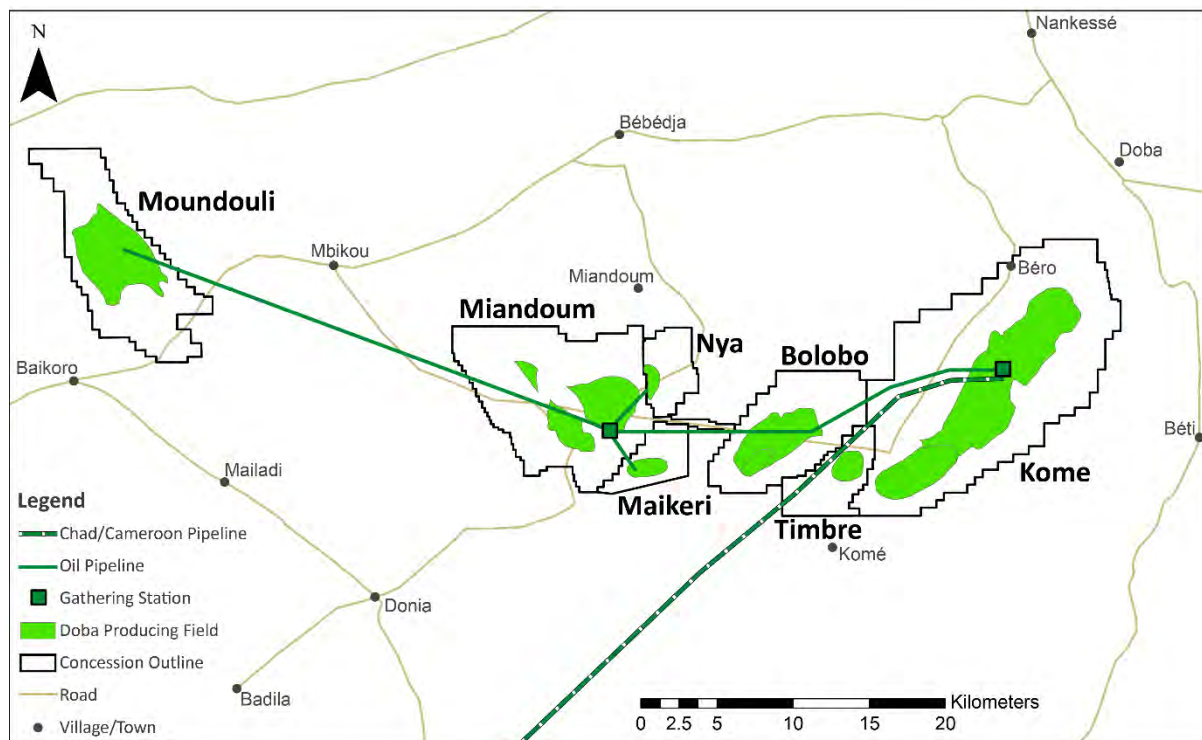 N
Nankessé
Bébédja
Doba
Moundouli
Mbikou
Béro
Miandoum
Miandoum
Nya
Bolobo
Baikoro
Béti
Mailadi
Kome
Maikeri
Timbre
Komé
Donia
Badila
Legend
Chad/Cameroon Pipeline
Oil Pipeline
Gathering Station
Doba Producing Field
Concession Outline
Road
Village/Town
Kilometers
0 2.5 5 10 15 20